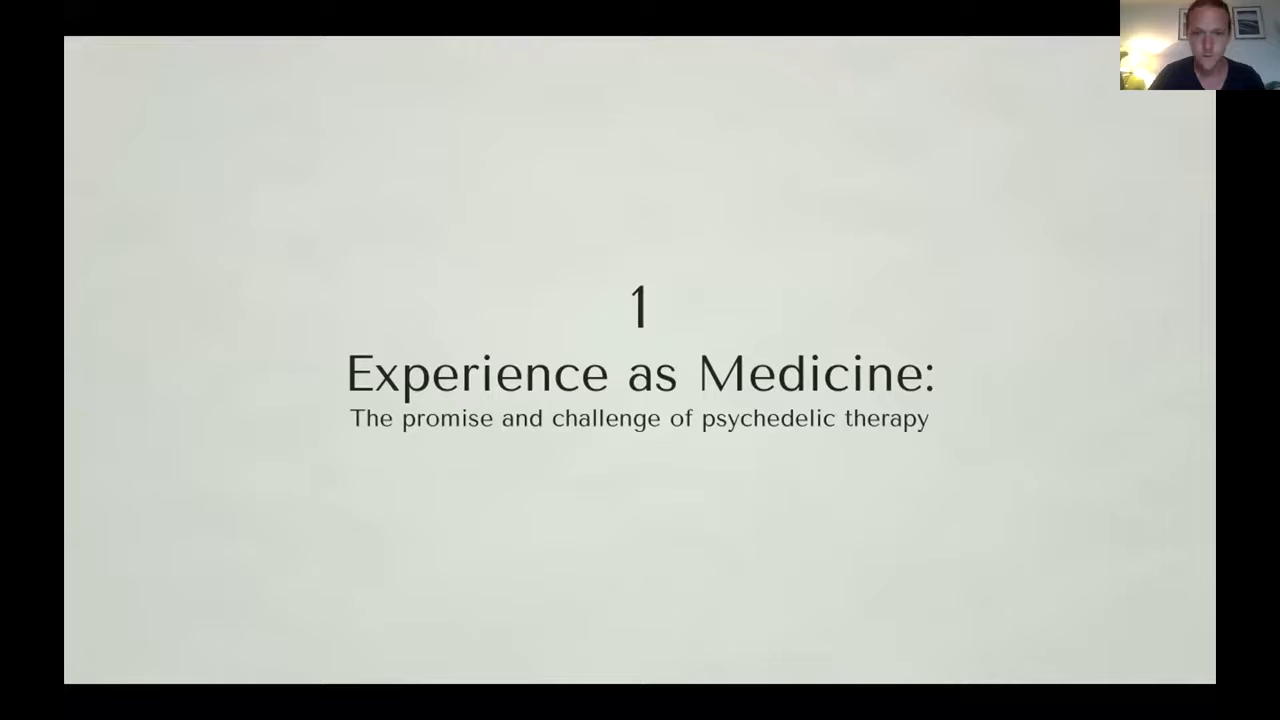 1
Experience as Medicine:
The promise and challenge of psychedelic therapy